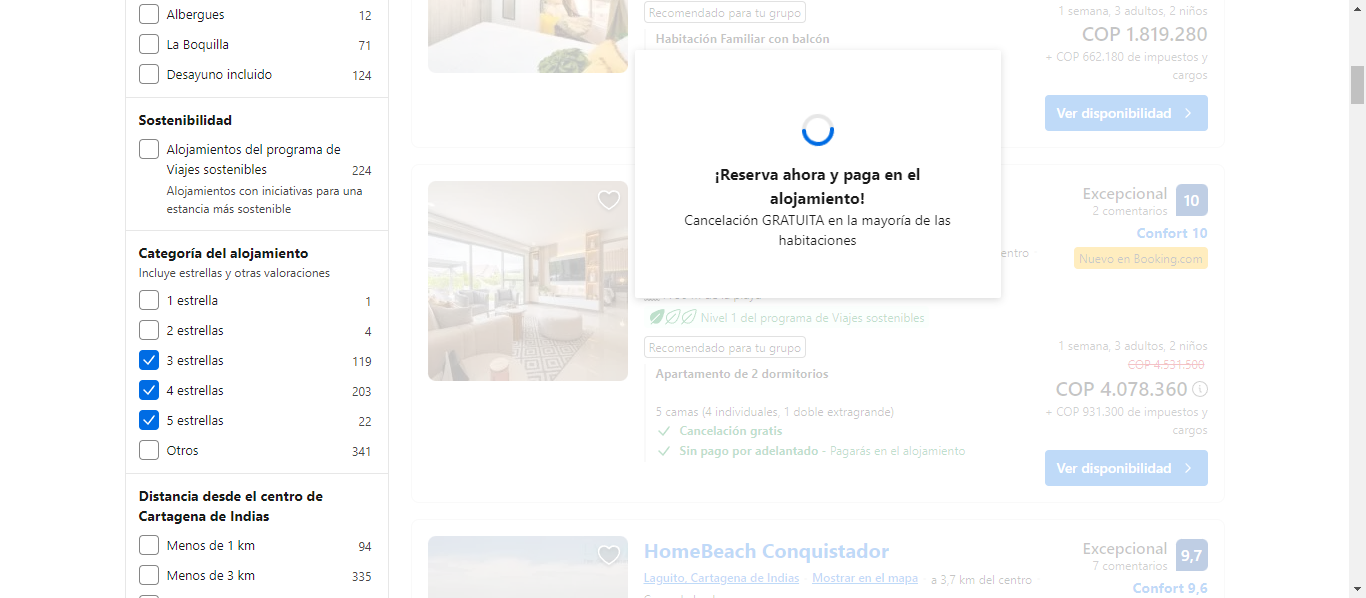 Albergues 12
La Boquilla 71
Desayuno incluido 124
Sostenibilidad
Alojamientos del programa de
Viajes sostenibles 224
Alojamientos con iniciativas para una
estancia más sostenible
Categoría del alojamiento
Incluye estrellas y otras valoraciones
1 estrella 1
2 estrellas 4
3 estrellas 119
4 estrellas 203
5 estrellas 22
Otros 341
Distancia desde el centro de
Cartagena de Indias
Menos de 1 km 94
Menos de 3 km 335
Recomendado para tu grupo
Habitación Familiar con balcón
1 semana, 3 adultos, 2 niños
COP 1.819.280
+ COP 662.180 de impuestos y
cargos
Ver disponibilidad
¡Reserva ahora y paga en el
alojamiento!
Cancelación GRATUITA en la mayoría de las
habitaciones
Excepcional 10
2 comentarios
Confort 10
entro
Nuevo en Booking.com
Nivel 1 del programa de Viajes sostenibles
Recomendado para tu grupo
Apartamento de 2 dormitorios
5 camas (4 individuales, 1 doble extragrande)
Cancelación gratis
Sin pago por adelantado - Pagarás en el alojamiento
1 semana, 3 adultos, 2 niños
COP 4.531.500
COP 4.078.360
+ COP 931.300 de impuestos y
cargos
Ver disponibilidad
HomeBeach Conquistador
Laguito, Cartagena de Indias Mostrar en el mapa a 3,7 km del centro
Excepcional 9,7
7 comentarios
Confort 9,6